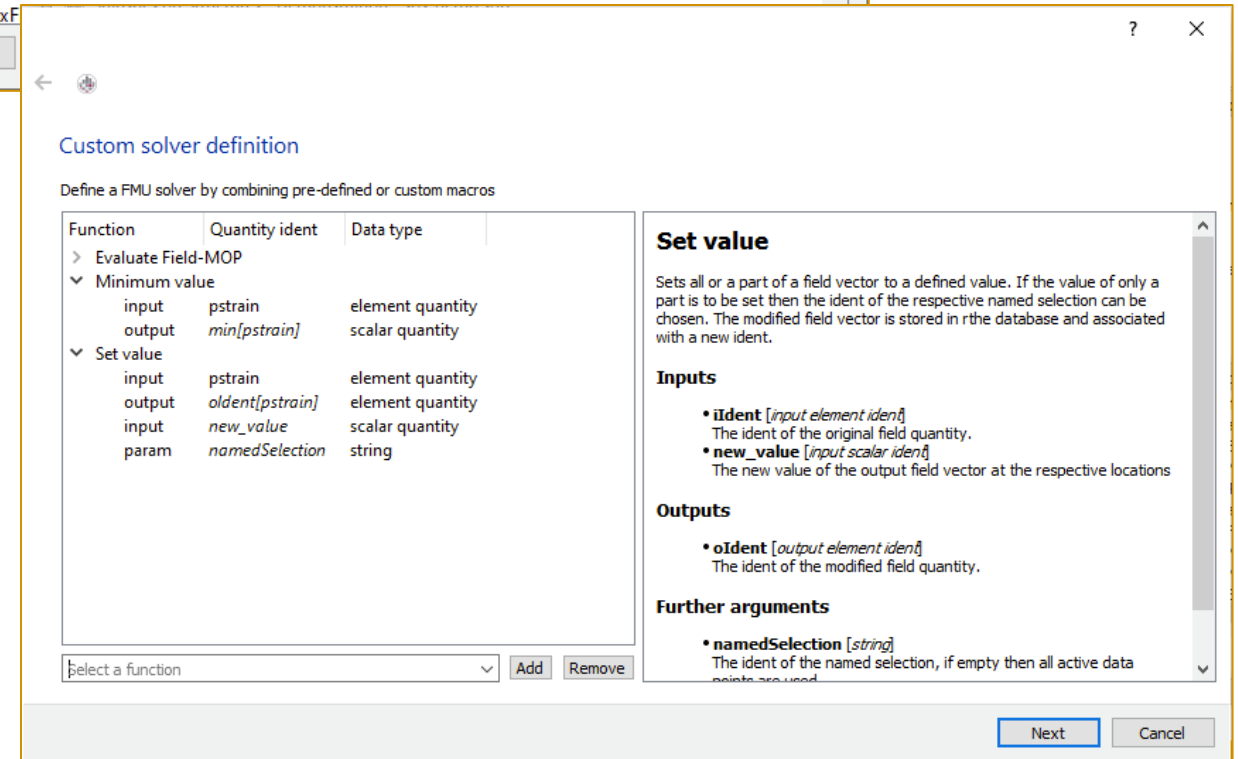 xF
?
Custom solver definition
Define a FMU solver by combining pre-defined or custom macros
Function Quantity ident Data type
Evaluate Field-MOP
Minimum value
input pstrain element quantity
output min[pstrain] scalar quantity
Set value
input pstrain element quantity
output oIdent[pstrain] element quantity
input new_value scalar quantity
param namedSelection string
Select a function
Add
Remove
Set value
Sets all or a part of a field vector to a defined value. If the value of only a
part is to be set then the ident of the respective named selection can be
chosen. The modified field vector is stored in rthe database and associated
with a new ident.
Inputs
• iIdent [input element ident]
The ident of the original field quantity.
• new_value [input scalar ident]
The new value of the output field vector at the respective locations
Outputs
• oIdent [output element ident]
The ident of the modified field quantity.
Further arguments
• namedSelection [string]
The ident of the named selection, if empty then all active data
points are used
Next
Cancel